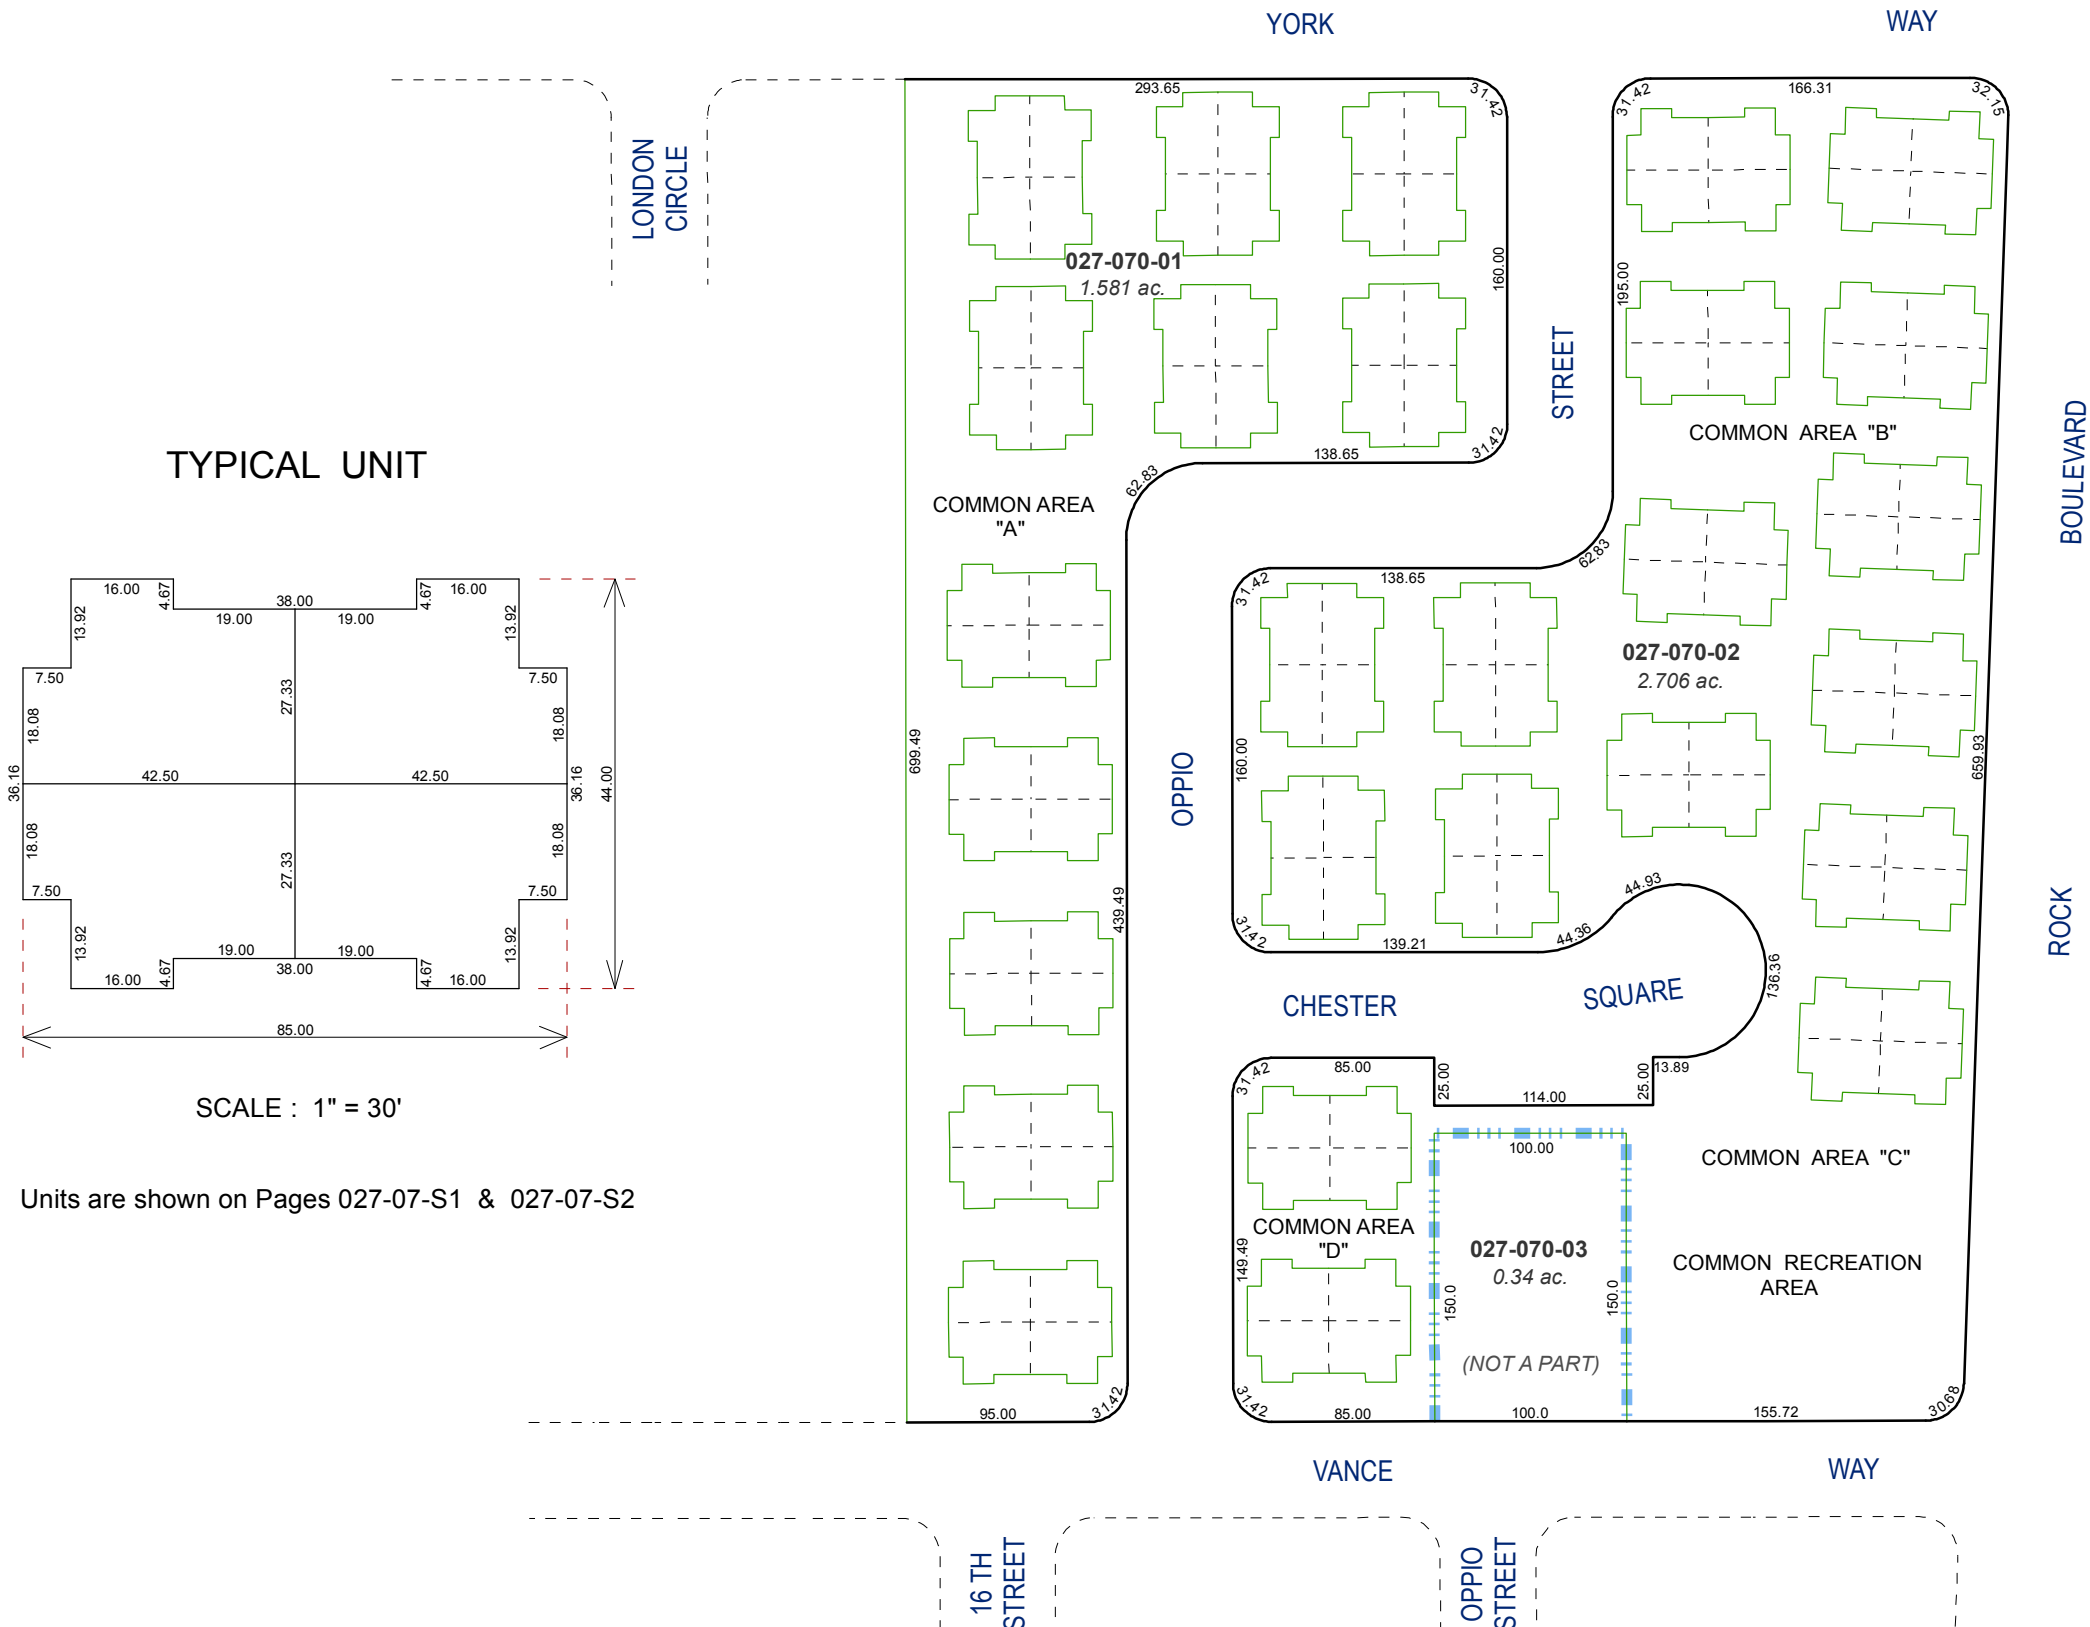 YORK
WAY
293.65
31.42
31.42
166.31
32.15
LONDON
CIRCLE
027-070-01
1.581 ac.
160.00
195.00
STREET
BOULEVARD
COMMON AREA "B"
138.65
31.42
62.83
TYPICAL UNIT
COMMON AREA
"A"
62.83
31.42
138.65
16.00
4.67
38.00
4.67
16.00
13.92
19.00
19.00
13.92
7.50
27.33
7.50
18.08
18.08
36.16
42.50
42.50
36.16
44.00
18.08
27.33
18.08
7.50
7.50
13.92
19.00
19.00
13.92
16.00
4.67
38.00
4.67
16.00
85.00
SCALE : 1" = 30'
Units are shown on Pages 027-07-S1 & 027-07-S2
027-070-02
2.706 ac.
699.49
OPPIO
160.00
659.93
439.49
44.93
ROCK
31.42
139.21
44.36
136.36
CHESTER
SQUARE
31.42
85.00
25.00
114.00
25.00
13.89
100.00
COMMON AREA "C"
COMMON AREA
"D"
149.49
027-070-03
0.34 ac.
150.0
150.0
COMMON RECREATION
AREA
(NOT A PART)
95.00
31.42
31.42
85.00
100.0
155.72
30.68
VANCE
WAY
16 TH
STREET
OPPIO
STREET